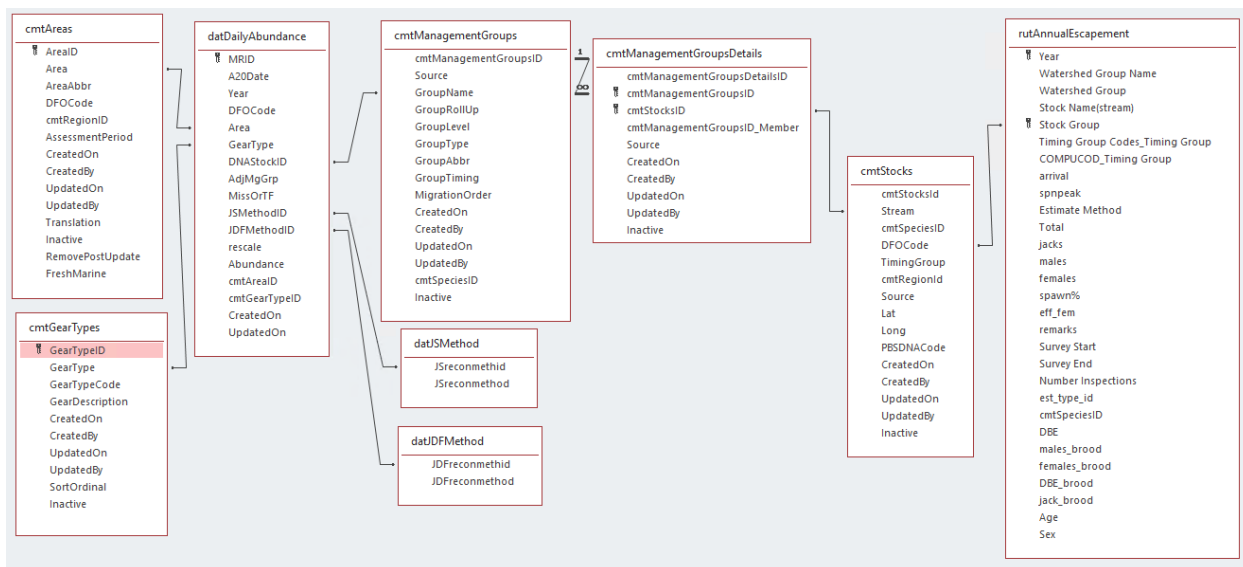 cmtAreas
AreaID
Area
AreaAbbr
DFOCode
cmtRegionID
AssessmentPeriod
CreatedOn
CreatedBy
UpdatedOn
UpdatedBy
Translation
Inactive
RemovePostUpdate
FreshMarine
cmtGearTypes
GearTypeID
GearType
GearTypeCode
GearDescription
CreatedOn
CreatedBy
UpdatedOn
UpdatedBy
SortOrdinal
Inactive
datDailyAbundance
MRID
A20Date
Year
DFOCode
Area
GearType
DNAStockID
AdjMgGrp
MissOrTF
JSMethodID
JDFMethodID
rescale
Abundance
cmtAreaID
cmtGearTypeID
CreatedOn
UpdatedOn
cmtManagementGroups
cmtManagementGroupsID
Source
GroupName
GroupRollUp
GroupLevel
GroupType
GroupAbbr
GroupTiming
MigrationOrder
CreatedOn
CreatedBy
UpdatedOn
UpdatedBy
cmtSpeciesID
Inactive
1
∞
datJSMethod
JSreconmethid
JSreconmethod
datJDFMethod
JDFreconmethid
JDFreconmethod
cmtManagementGroupsDetails
cmtManagementGroupsDetailsID
cmtManagementGroupsID
cmtStocksID
cmtManagementGroupsID_Member
Source
CreatedOn
CreatedBy
UpdatedOn
UpdatedBy
Inactive
cmtStocks
cmtStocksId
Stream
cmtSpeciesID
DFOCode
TimingGroup
cmtRegionId
Source
Lat
Long
PBSDNACode
CreatedOn
CreatedBy
UpdatedOn
UpdatedBy
Inactive
rutAnnualEscapement
Year
Watershed Group Name
Watershed Group
Stock Name(stream)
Stock Group
Timing Group Codes_Timing Group
COMPUCOD_Timing Group
arrival
spnpeak
Estimate Method
Total
jacks
males
females
spawn%
eff_fem
remarks
Survey Start
Survey End
Number Inspections
est_type_id
cmtSpeciesID
DBE
males_brood
females_brood
DBE_brood
jack_brood
Age
Sex